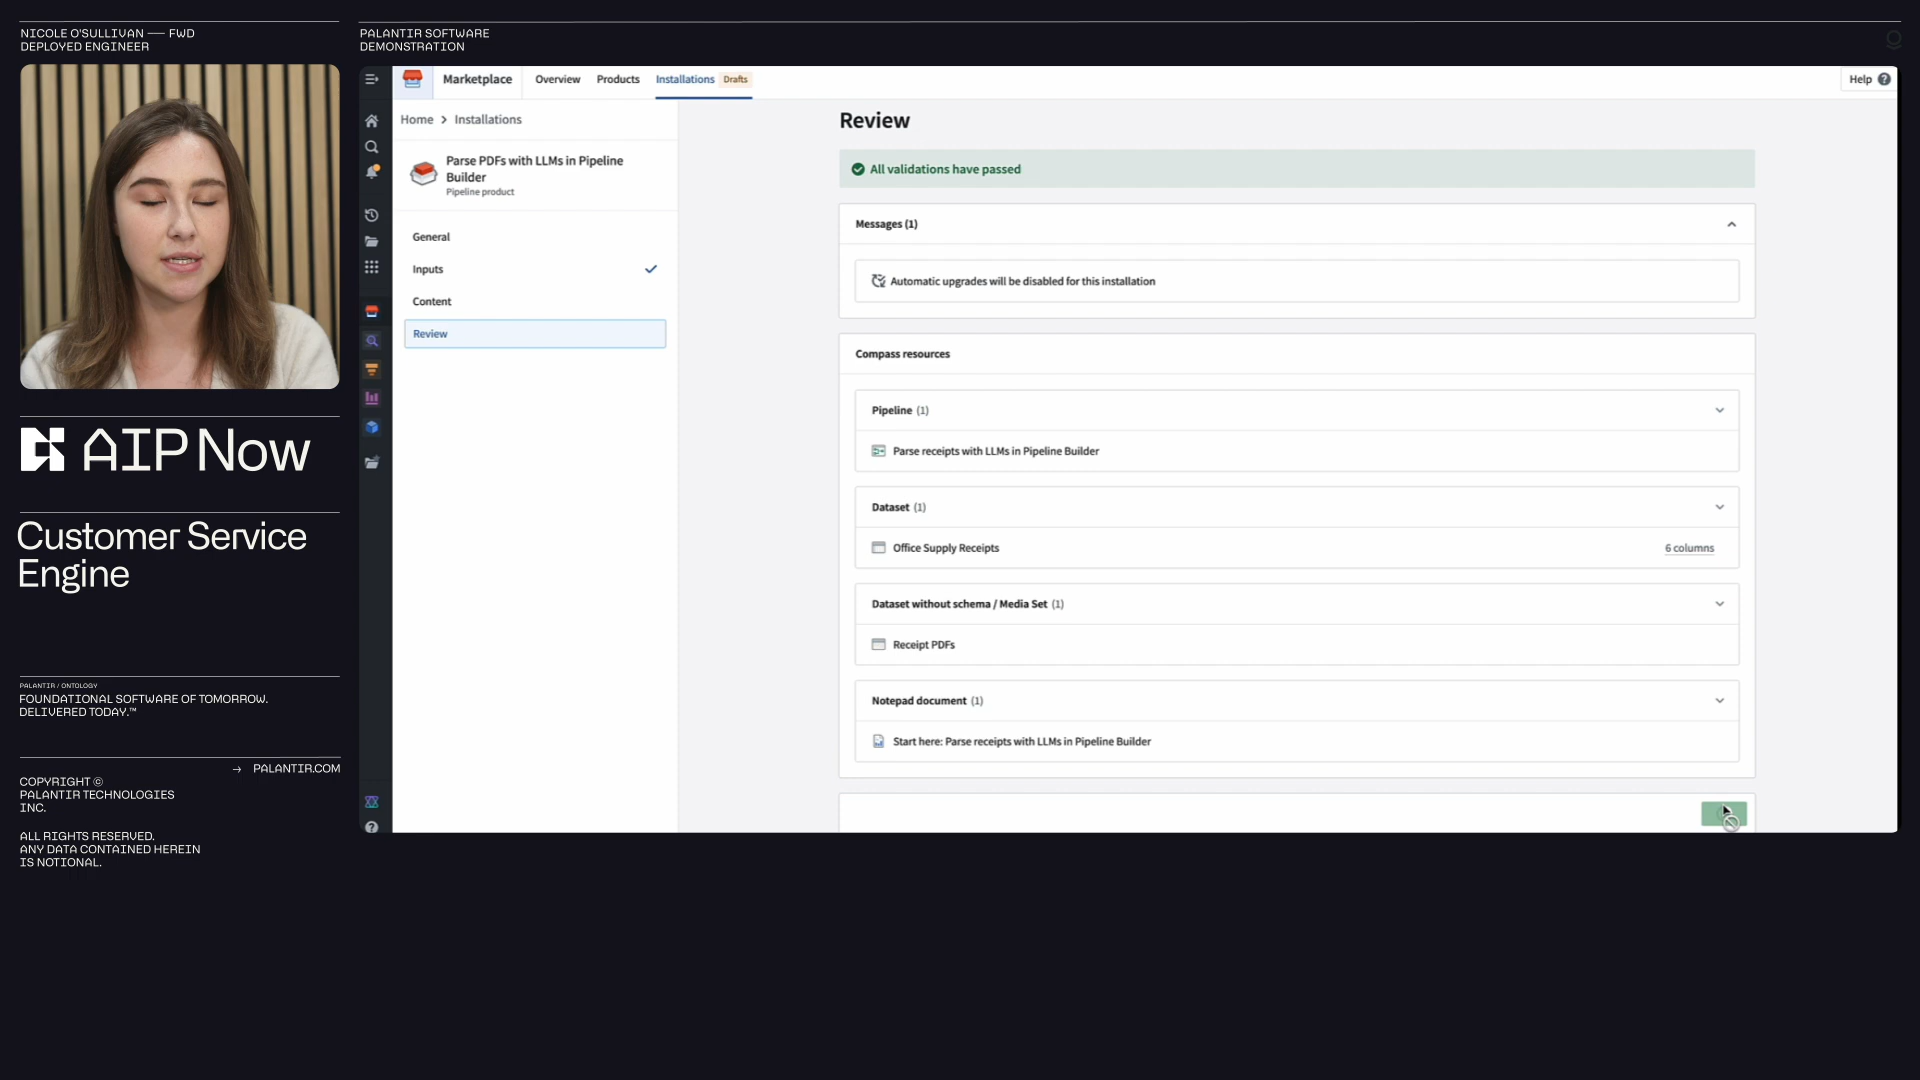 NICOLE O'SULLIVAN — FWD
DEPLOYED ENGINEER
PALANTIR SOFTWARE
DEMONSTRATION
Marketplace
Overview
Products
Installations
Drafts
Help
Home > Installations
Parse PDFs with LLMs in Pipeline
Builder
Pipeline product
General
Inputs
Content
Review
Review
All validations have passed
Messages (1)
Automatic upgrades will be disabled for this installation
Compass resources
Pipeline (1)
Parse receipts with LLMs in Pipeline Builder
Dataset (1)
Office Supply Receipts
6 columns
Dataset without schema / Media Set (1)
Receipt PDFs
Notepad document (1)
Start here: Parse receipts with LLMs in Pipeline Builder
AIP Now
Customer Service
Engine
PALANTIR / ONTOLOGY
FOUNDATIONAL SOFTWARE OF TOMORROW.
DELIVERED TODAY.™
→ PALANTIR.COM
COPYRIGHT ©
PALANTIR TECHNOLOGIES
INC.
ALL RIGHTS RESERVED.
ANY DATA CONTAINED HEREIN
IS NOTIONAL.